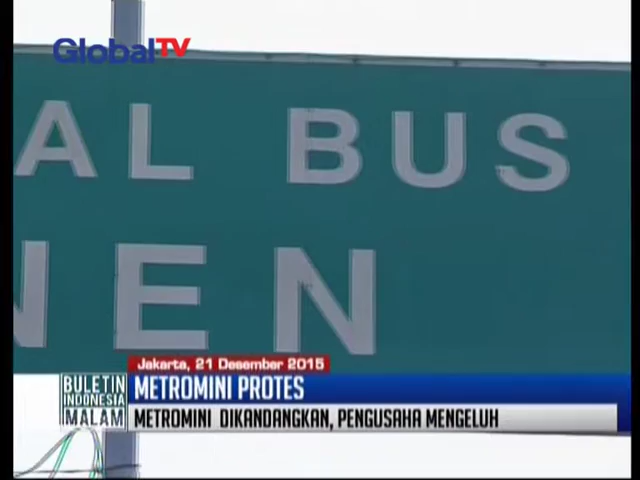 GlobalTV
AL BUS
NEN
Jakarta, 21 Desember 2015
BULETIN
INDONESIA
MALAM
METROMINI PROTES
METROMINI DIKANDANGKAN, PENGUSAHA MENGELUH